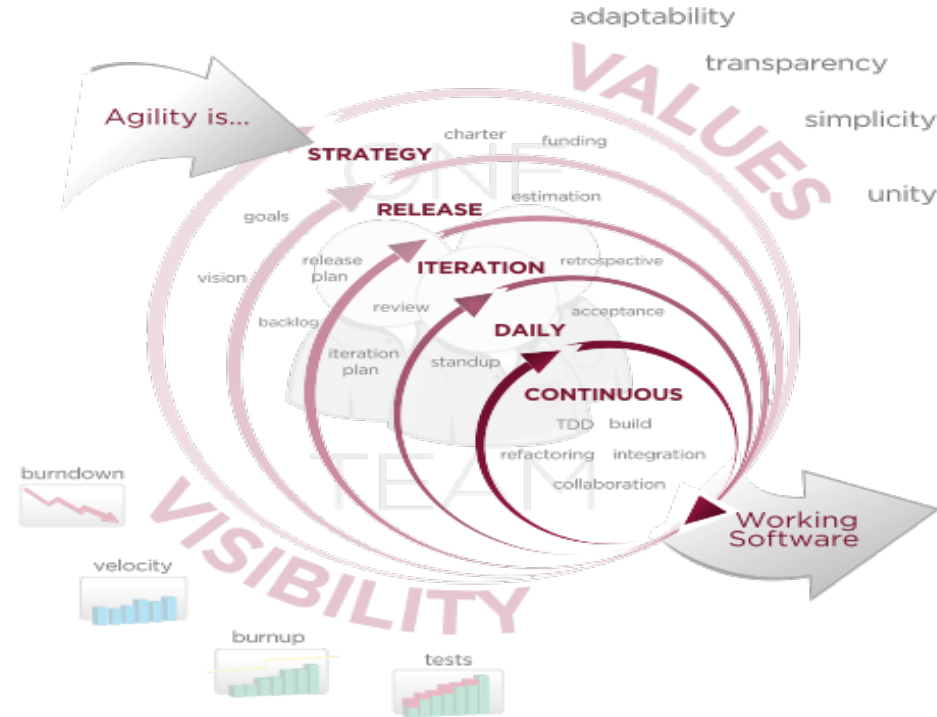 adaptability
transparency
simplicity
unity
VALUES
Agility is...
STRATEGY
charter
funding
goals
vision
RELEASE
estimation
release
plan
backlog
ITERATION
retrospective
review
iteration
plan
DAILY
acceptance
standup
CONTINUOUS
TDD build
refactoring integration
collaboration
ONE
TEAM
Working
Software
VISIBILITY
burndown
velocity
burnup
tests